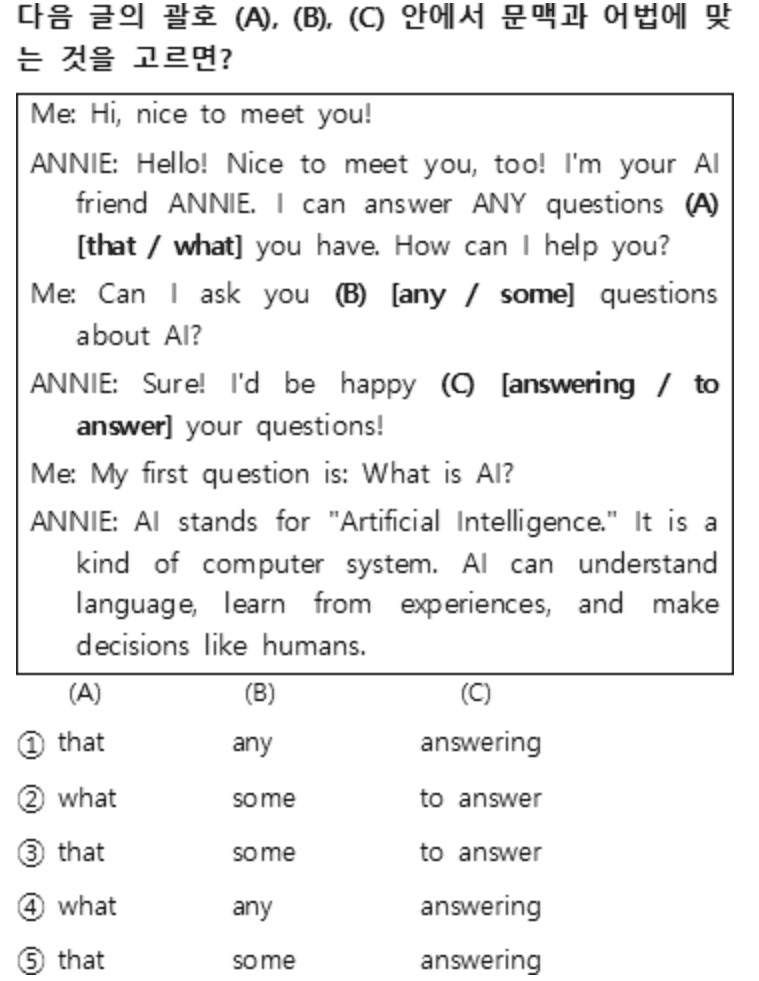 다음 글의 괄호 (A), (B), (C) 안에서 문맥과 어법에 맞
는 것을 고르면?
Me: Hi, nice to meet you!
ANNIE: Hello! Nice to meet you, too! I'm your AI
friend ANNIE. I can answer ANY questions (A)
[that / what] you have. How can I help you?
Me: Can I ask you (B) [any / some] questions
about AI?
ANNIE: Sure! I'd be happy (C) [answering / to
answer] your questions!
Me: My first question is: What is AI?
ANNIE: AI stands for "Artificial Intelligence." It is a
kind of computer system. AI can understand
language, learn from experiences, and make
decisions like humans.
(A) (B) (C)
① that any answering
② what some to answer
③ that some to answer
④ what any answering
⑤ that some answering